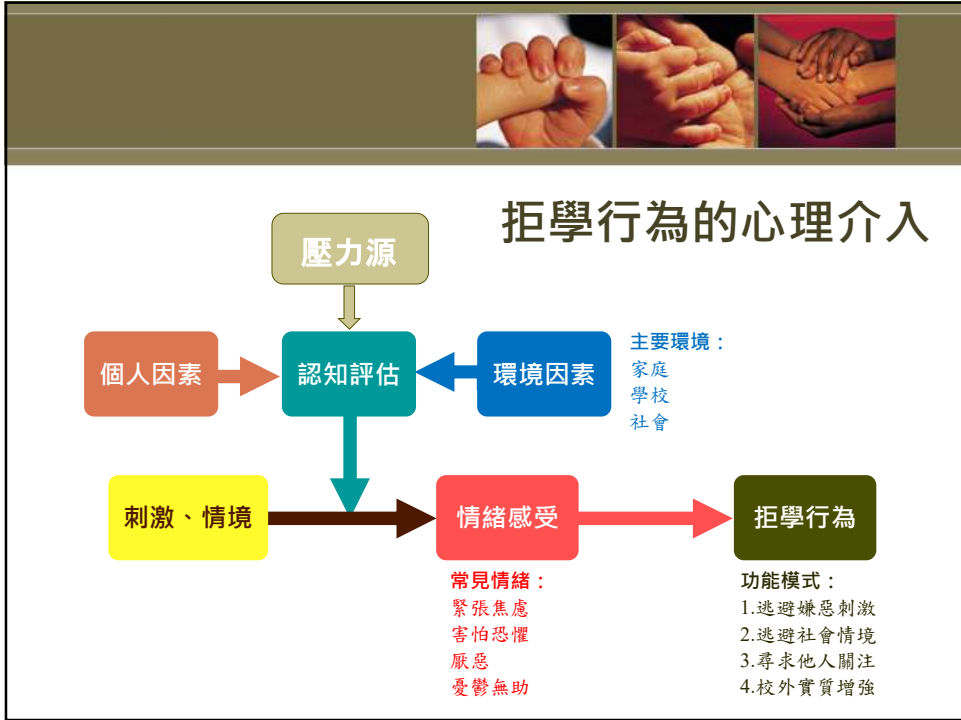 拒學行為的心理介入
壓力源
個人因素
認知評估
環境因素
主要環境：
家庭
學校
社會
刺激、情境
情緒感受
拒學行為
常見情緒：
緊張焦慮
害怕恐懼
厭惡
憂鬱無助
功能模式：
1.逃避嫌惡刺激
2.逃避社會情境
3.尋求他人關注
4.校外實質增強